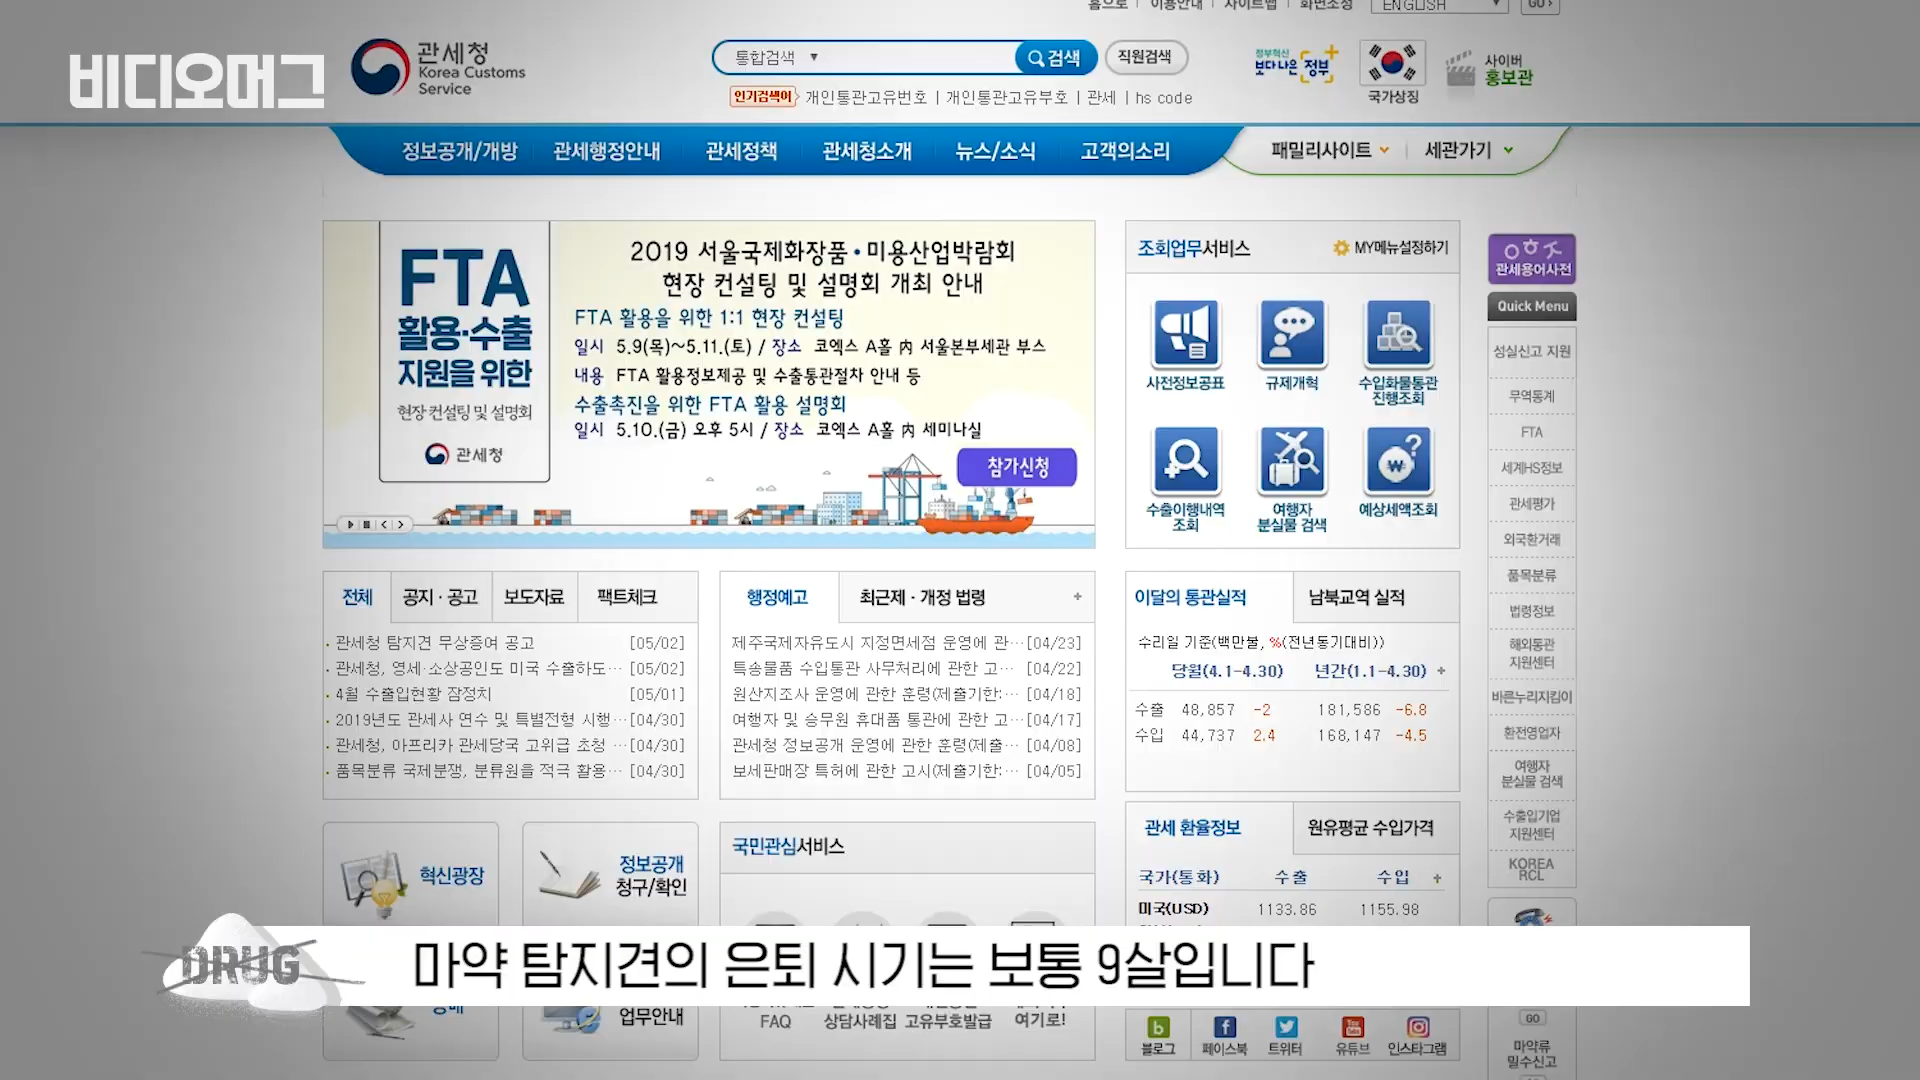 홈으로 | 이용안내 | 사이트맵 | 화면조정 ENGLISH GO
비디오머그
관세청
Korea Customs
Service
통합검색 검색 직원검색
인기검색어 개인통관고유번호 | 개인통관고유부호 | 관세 | hs code
정부혁신
보다나은 정부
국가상징
사이버
홍보관
정보공개/개방 관세행정안내 관세정책 관세청소개 뉴스/소식 고객의소리 패밀리사이트 세관가기
FTA
활용·수출
지원을 위한
현장 컨설팅 및 설명회
관세청
2019 서울국제화장품·미용산업박람회
현장 컨설팅 및 설명회 개최 안내
FTA 활용을 위한 1:1 현장 컨설팅
일시 5.9(목)~5.11.(토) / 장소 코엑스 A홀 內 서울본부세관 부스
내용 FTA 활용정보제공 및 수출통관절차 안내 등
수출촉진을 위한 FTA 활용 설명회
일시 5.10.(금) 오후 5시 / 장소 코엑스 A홀 內 세미나실
참가신청
조회업무서비스 MY메뉴설정하기
사전정보공표 규제개혁 수입화물통관
진행조회
수출이행내역
조회
여행자
분실물 검색
예상세액조회
ㅇㅎㅈ
관세용어사전
Quick Menu
성실신고 지원
무역통계
FTA
세계HS정보
관세평가
외국환거래
품목분류
법령정보
해외통관
지원센터
바른누리지킴이
환전영업자
여행자
분실물 검색
수출입기업
지원센터
KOREA
RCL
전체 공지·공고 보도자료 팩트체크
관세청 탐지견 무상증여 공고 [05/02]
관세청, 영세·소상공인도 미국 수출하도… [05/02]
4월 수출입현황 잠정치 [05/01]
2019년도 관세사 연수 및 특별전형 시행… [04/30]
관세청, 아프리카 관세당국 고위급 초청 … [04/30]
품목분류 국제분쟁, 분류원을 적극 활용… [04/30]
행정예고 최근제·개정 법령 +
제주국제자유도시 지정면세점 운영에 관… [04/23]
특송물품 수입통관 사무처리에 관한 고… [04/22]
원산지조사 운영에 관한 훈령(제출기한:… [04/18]
여행자 및 승무원 휴대품 통관에 관한 고… [04/17]
관세청 정보공개 운영에 관한 훈령(제출… [04/08]
보세판매장 특허에 관한 고시(제출기한:… [04/05]
이달의 통관실적 남북교역 실적
수리일 기준(백만불, %(전년동기대비))
당월(4.1-4.30) 년간(1.1-4.30) +
수출 48,857 -2 181,586 -6.8
수입 44,737 2.4 168,147 -4.5
관세 환율정보 원유평균 수입가격
국가(통화) 수출 수입 +
미국(USD) 1133.86 1155.98
혁신광장
정보공개
청구/확인
국민관심서비스
DRUG
마약 탐지견의 은퇴 시기는 보통 9살입니다
업무안내
FAQ 상담사례집 고유부호발급 여기로!
블로그 페이스북 트위터 유튜브 인스타그램
GO
마약류
밀수신고